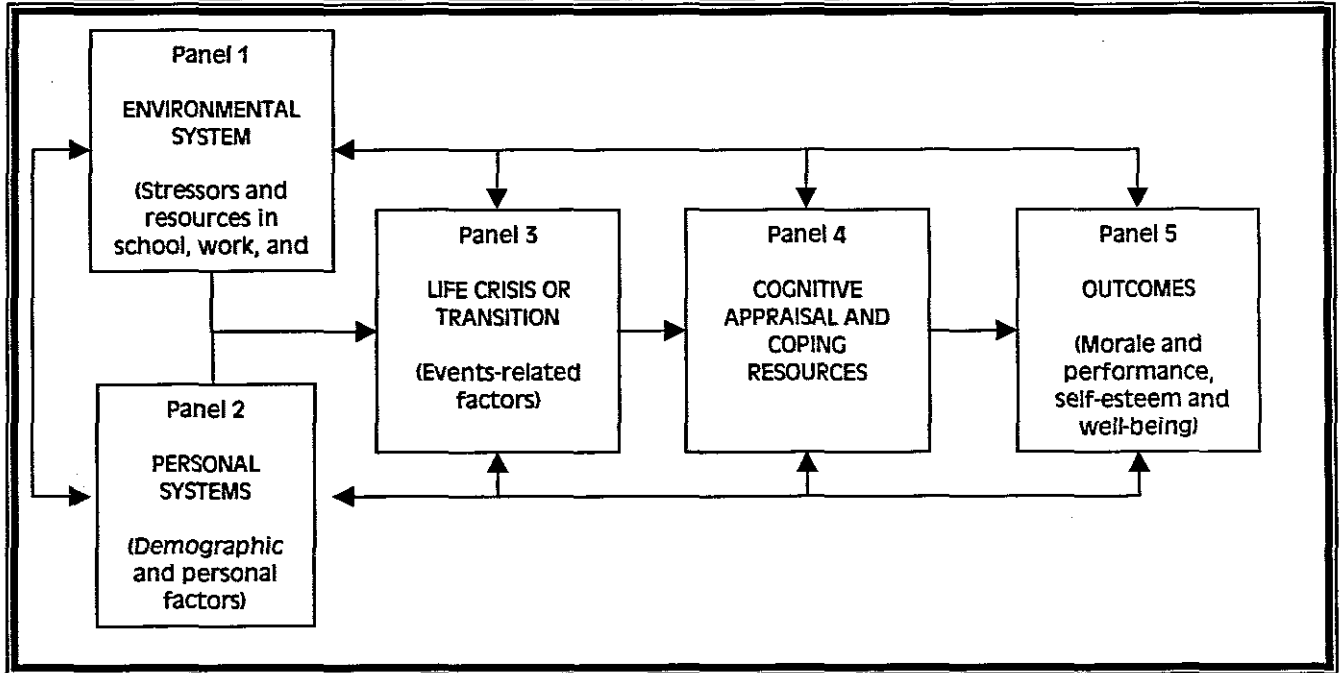 Panel 1
ENVIRONMENTAL
SYSTEM
(Stressors and
resources in
school, work, and
Panel 2
PERSONAL
SYSTEMS
(Demographic
and personal
factors)
Panel 3
LIFE CRISIS OR
TRANSITION
(Events-related
factors)
Panel 4
COGNITIVE
APPRAISAL AND
COPING
RESOURCES
Panel 5
OUTCOMES
(Morale and
performance,
self-esteem and
well-being)